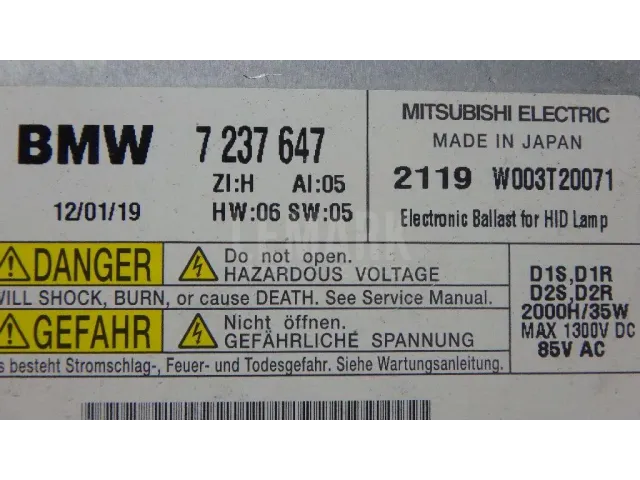 BMW 7 237 647
ZI:H AI:05
12/01/19 HW:06 SW:05
MITSUBISHI ELECTRIC
MADE IN JAPAN
2119 W003T20071
Electronic Ballast for HID Lamp
DANGER Do not open.
HAZARDOUS VOLTAGE
WILL SHOCK, BURN, or cause DEATH. See Service Manual.
GEFAHR Nicht öffnen.
GEFÄHRLICHE SPANNUNG
s besteht Stromschlag-, Feuer- und Todesgefahr. Siehe Wartungsanleitung.
D1S,D1R
D2S,D2R
2000H/35W
MAX 1300V DC
85V AC
LEMARK